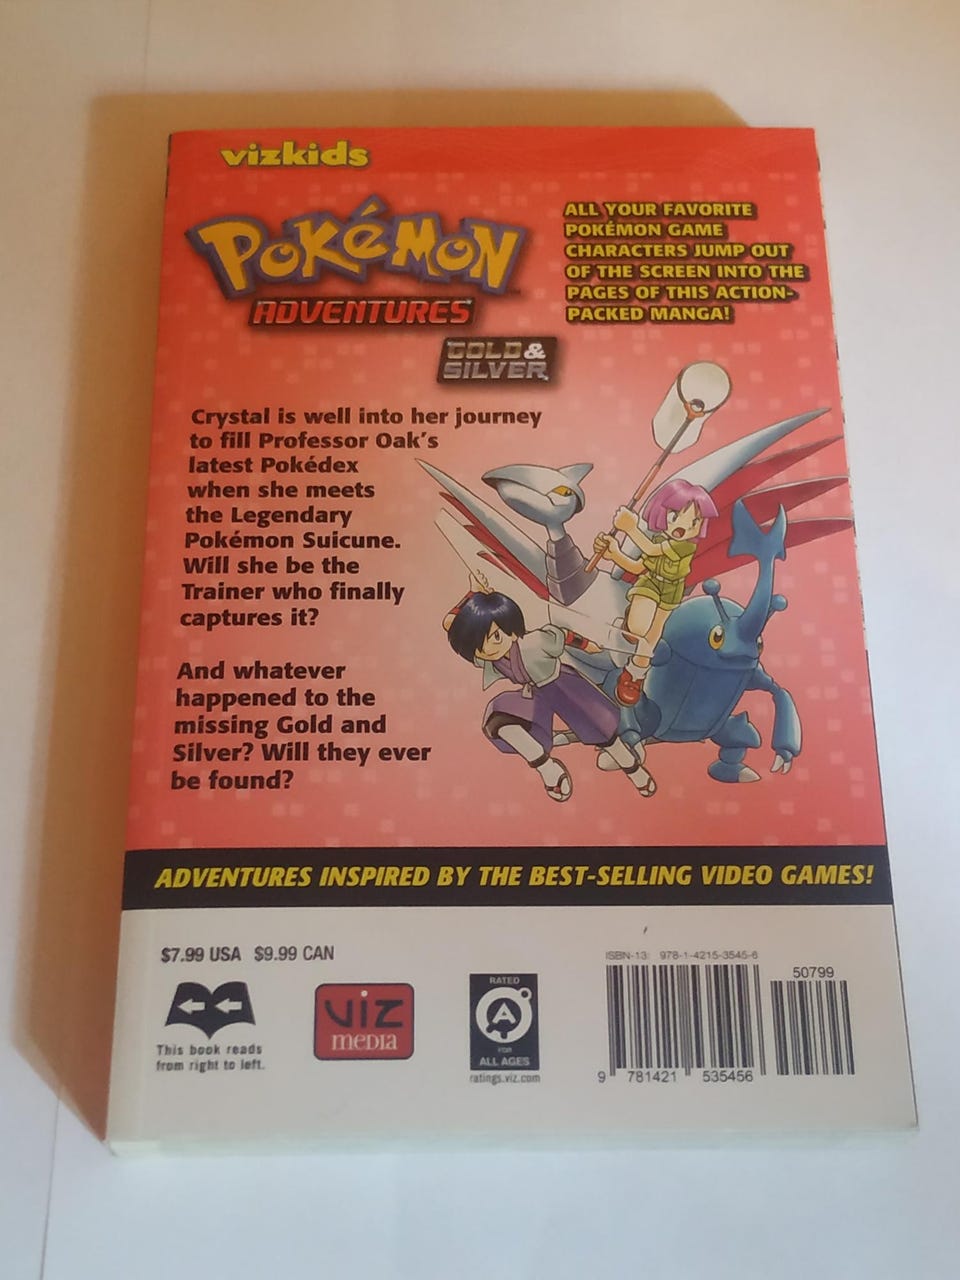 vizkids
POKéMON
ADVENTURES
GOLD &
SILVER
ALL YOUR FAVORITE
POKÉMON GAME
CHARACTERS JUMP OUT
OF THE SCREEN INTO THE
PAGES OF THIS ACTION-
PACKED MANGA!
Crystal is well into her journey
to fill Professor Oak's
latest Pokédex
when she meets
the Legendary
Pokémon Suicune.
Will she be the
Trainer who finally
captures it?
And whatever
happened to the
missing Gold and
Silver? Will they ever
be found?
ADVENTURES INSPIRED BY THE BEST-SELLING VIDEO GAMES!
$7.99 USA $9.99 CAN
This book reads
from right to left.
viz
media
RATED
A
FOR
ALL AGES
ratings.viz.com
ISBN-13: 978-1-4215-3545-6
50799
9 781421 535456